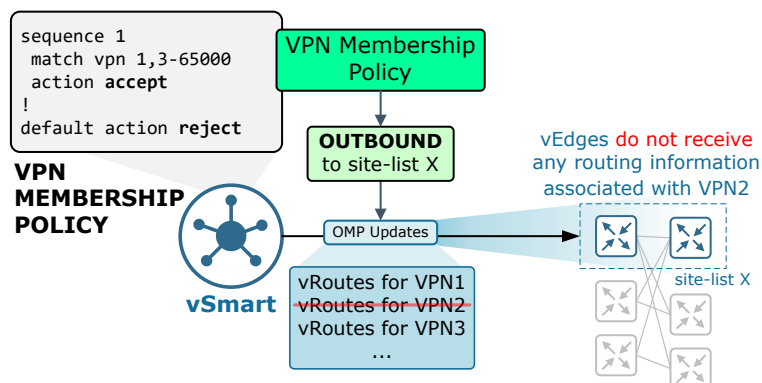 sequence 1
match vpn 1,3-65000
action accept
!
default action reject
VPN Membership
Policy
OUTBOUND
to site-list X
VPN
MEMBERSHIP
POLICY
vSmart
OMP Updates
vRoutes for VPN1
vRoutes for VPN2
vRoutes for VPN3
...
vEdges do not receive
any routing information
associated with VPN2
site-list X